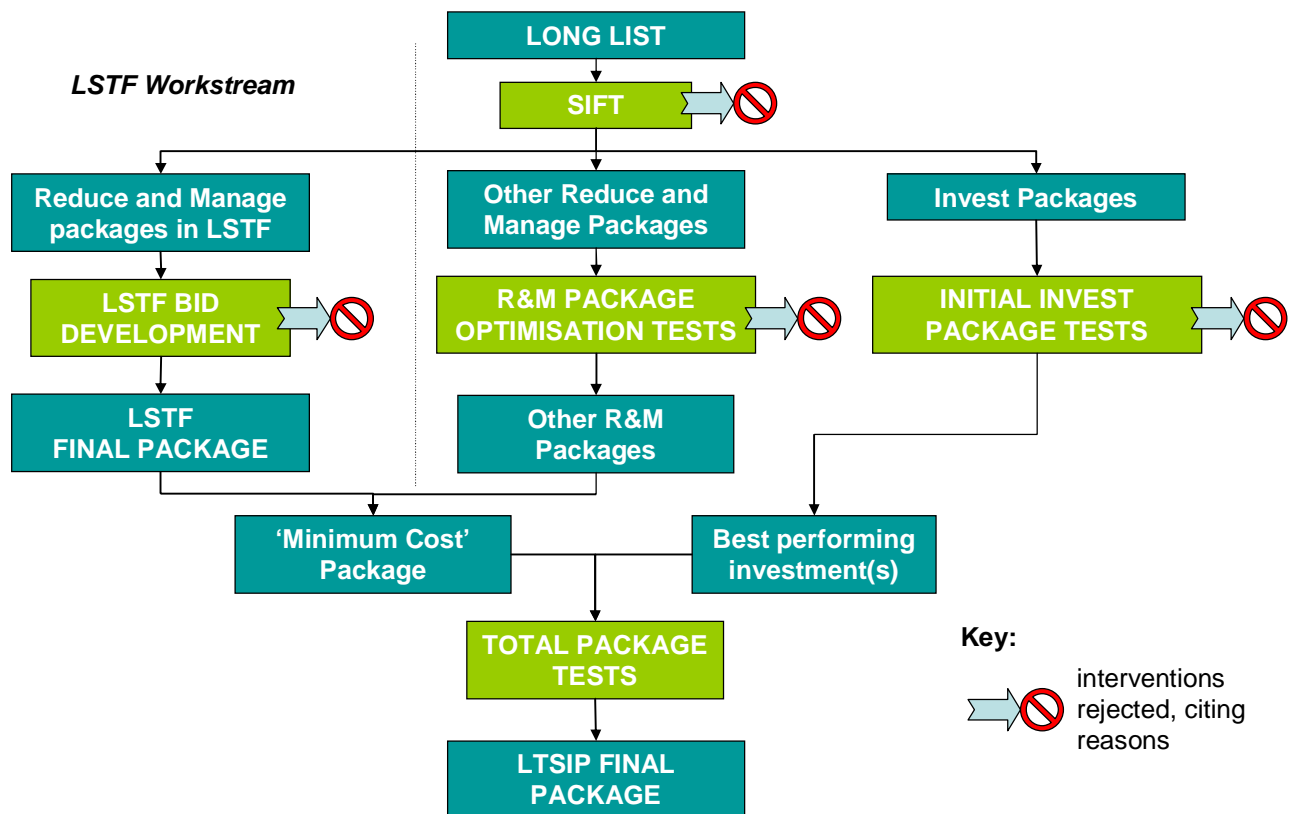 LONG LIST
LSTF Workstream
SIFT
Reduce and Manage
packages in LSTF
Other Reduce and
Manage Packages
Invest Packages
LSTF BID
DEVELOPMENT
R&M PACKAGE
OPTIMISATION TESTS
INITIAL INVEST
PACKAGE TESTS
LSTF
FINAL PACKAGE
Other R&M
Packages
‘Minimum Cost’
Package
Best performing
investment(s)
TOTAL PACKAGE
TESTS
Key:
interventions
rejected, citing
reasons
LTSIP FINAL
PACKAGE